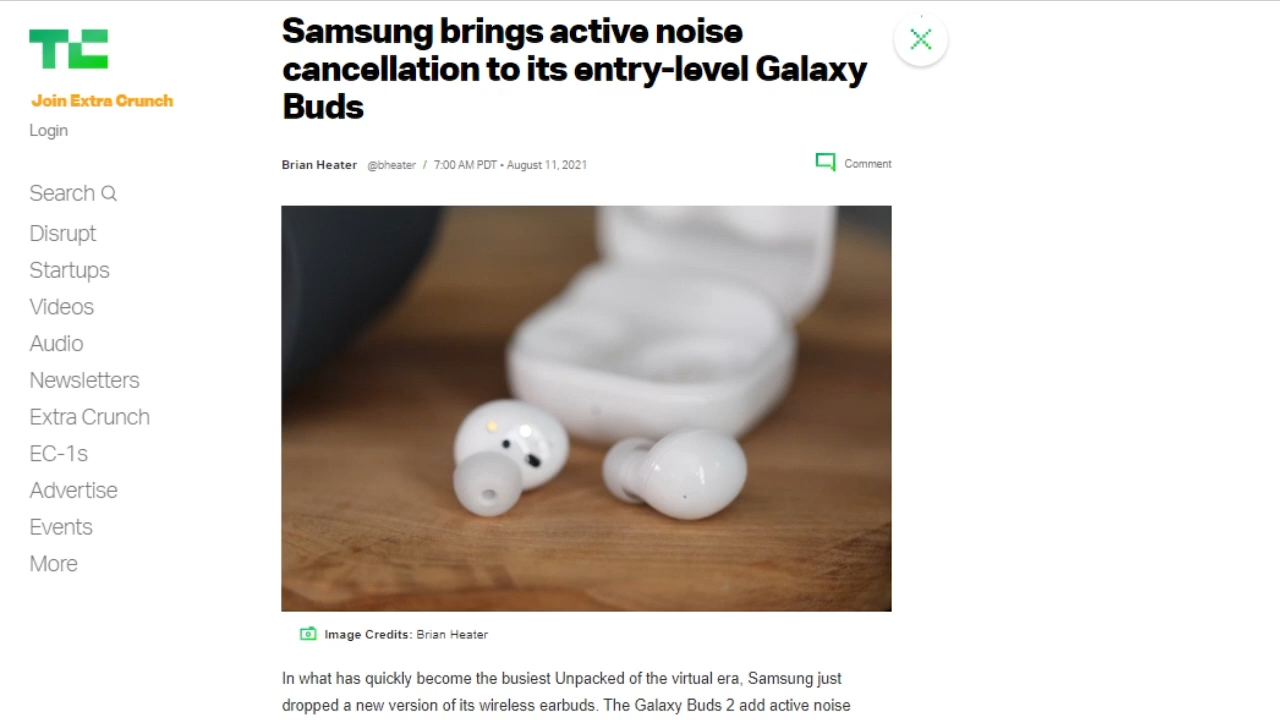 TC
Join Extra Crunch
Login
Search
Disrupt
Startups
Videos
Audio
Newsletters
Extra Crunch
EC-1s
Advertise
Events
More
Samsung brings active noise
cancellation to its entry-level Galaxy
Buds
Brian Heater @bheater / 7:00 AM PDT • August 11, 2021
Comment
Image Credits: Brian Heater
In what has quickly become the busiest Unpacked of the virtual era, Samsung just
dropped a new version of its wireless earbuds. The Galaxy Buds 2 add active noise